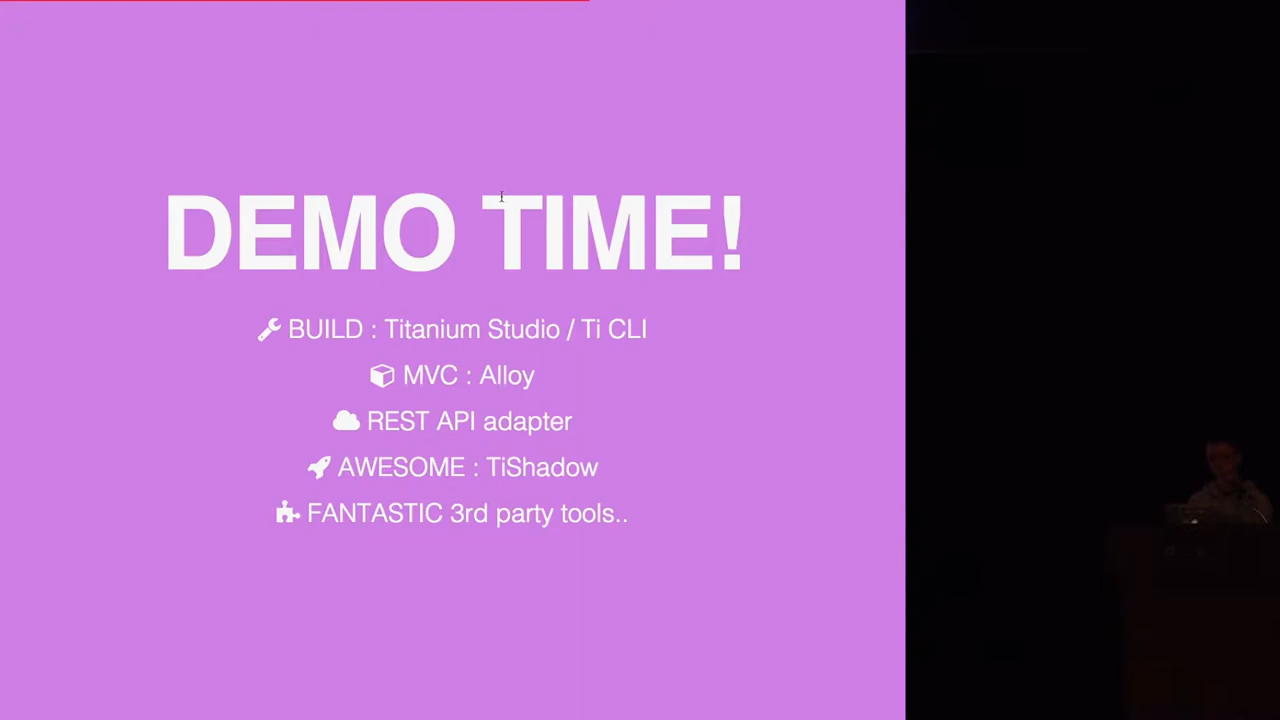 DEMO TIME!
BUILD : Titanium Studio / Ti CLI
MVC : Alloy
REST API adapter
AWESOME : TiShadow
FANTASTIC 3rd party tools..